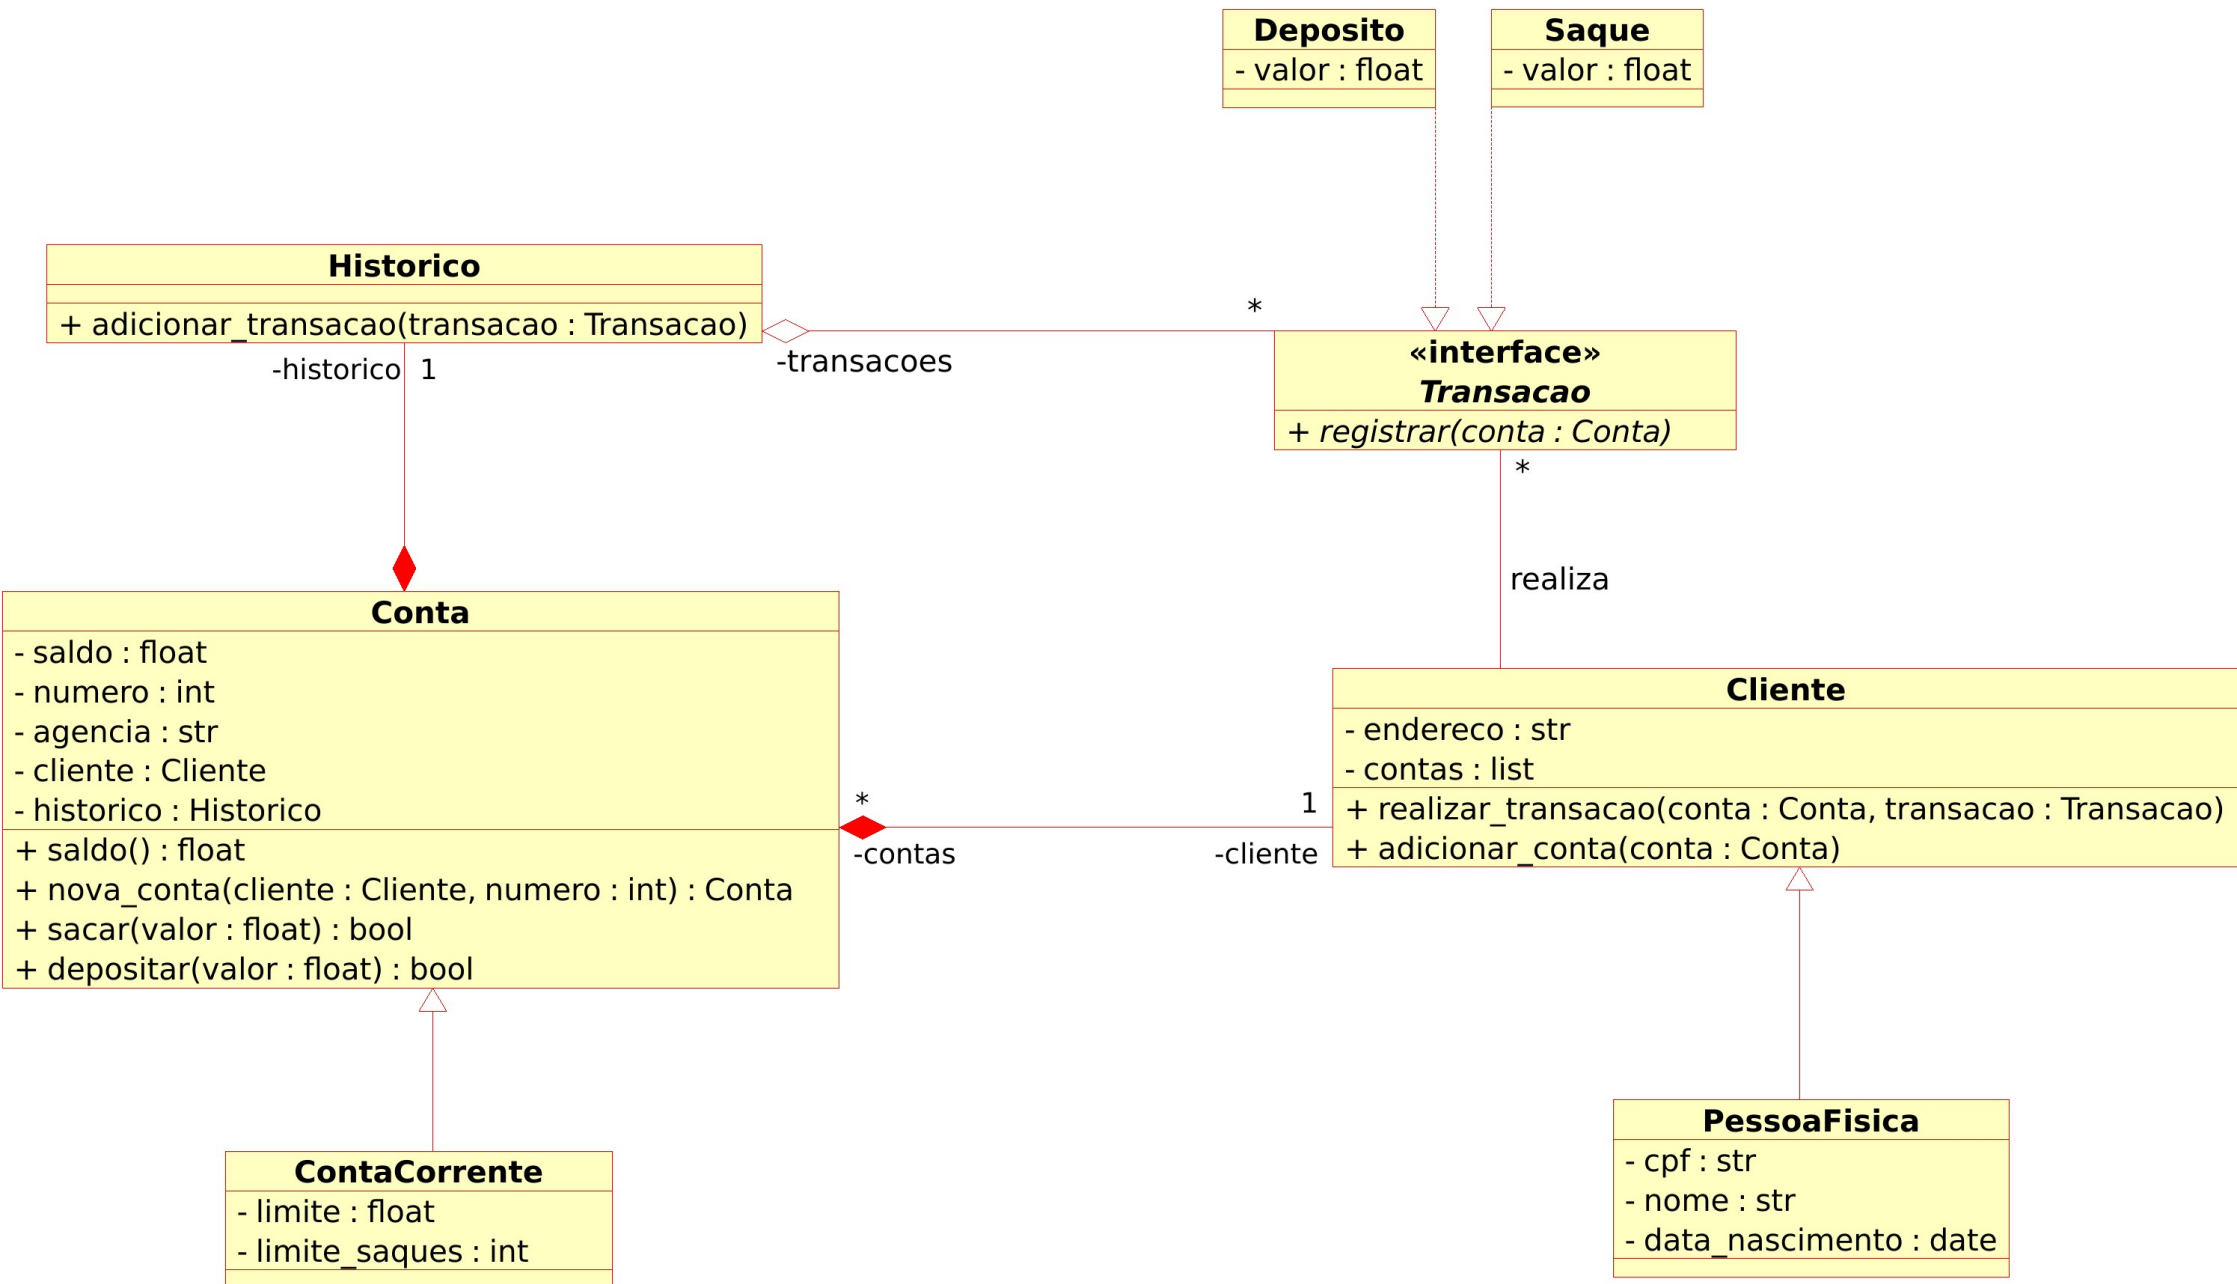 Deposito
- valor : float
Saque
- valor : float
Historico
+ adicionar_transacao(transacao : Transacao)
-historico 1
-transacoes
*
«interface»
Transacao
+ registrar(conta : Conta)
*
realiza
Conta
- saldo : float
- numero : int
- agencia : str
- cliente : Cliente
- historico : Historico
+ saldo() : float
+ nova_conta(cliente : Cliente, numero : int) : Conta
+ sacar(valor : float) : bool
+ depositar(valor : float) : bool
* 1
-contas -cliente
Cliente
- endereco : str
- contas : list
+ realizar_transacao(conta : Conta, transacao : Transacao)
+ adicionar_conta(conta : Conta)
ContaCorrente
- limite : float
- limite_saques : int
PessoaFisica
- cpf : str
- nome : str
- data_nascimento : date